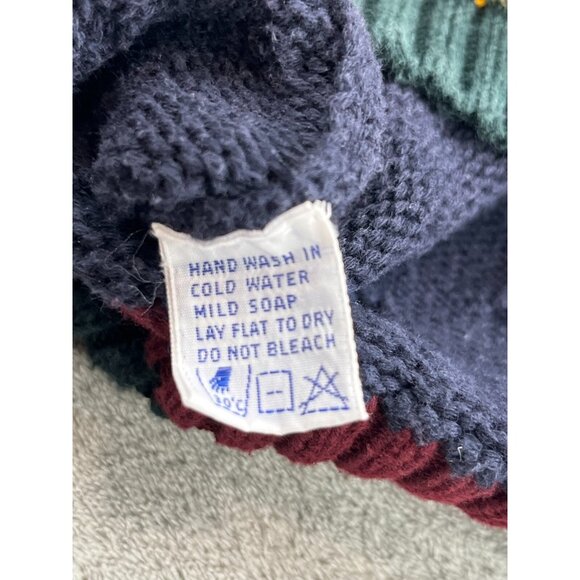 HAND WASH IN
COLD WATER
MILD SOAP
LAY FLAT TO DRY
DO NOT BLEACH
30°C